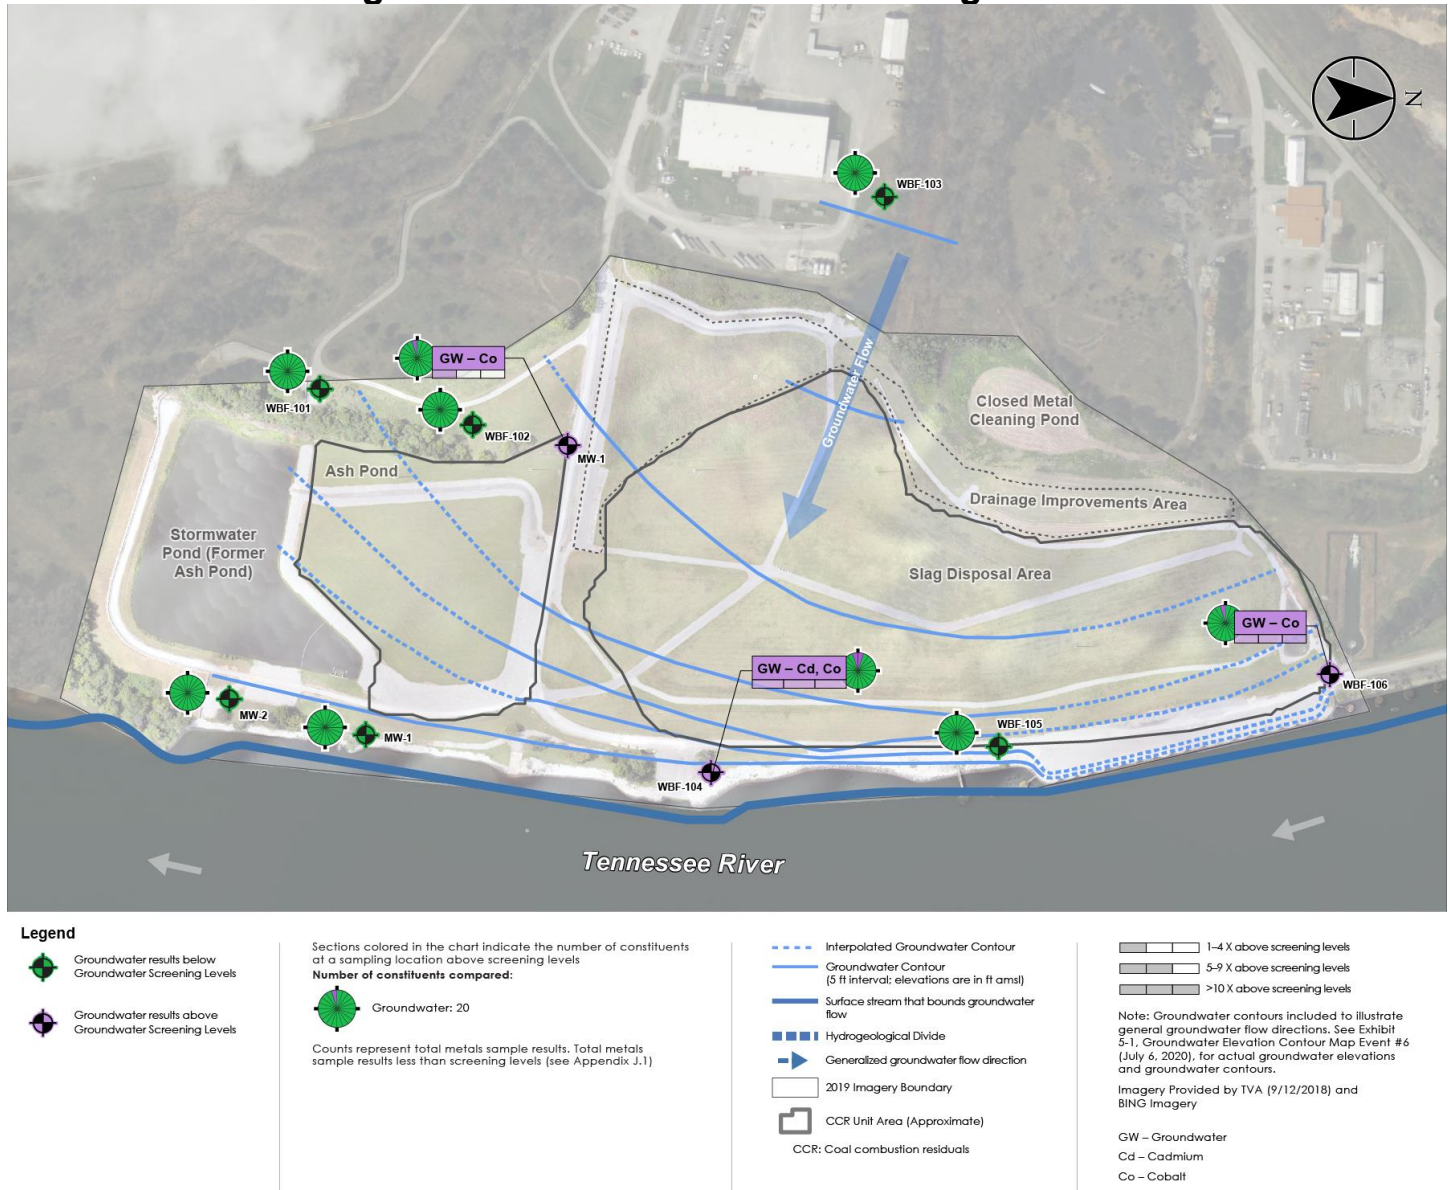 N
WBF-103
Groundwater Flow
GW – Co
WBF-101
WBF-102
MW-1
Closed Metal
Cleaning Pond
Ash Pond
Drainage Improvements Area
Stormwater
Pond (Former
Ash Pond)
Slag Disposal Area
GW – Co
GW – Cd, Co
WBF-106
MW-2
WBF-105
MW-1
WBF-104
Tennessee River
Legend
Groundwater results below
Groundwater Screening Levels
Groundwater results above
Groundwater Screening Levels
Sections colored in the chart indicate the number of constituents
at a sampling location above screening levels
Number of constituents compared:
Groundwater: 20
Counts represent total metals sample results. Total metals
sample results less than screening levels (see Appendix J.1)
Interpolated Groundwater Contour
Groundwater Contour
(5 ft interval; elevations are in ft amsl)
Surface stream that bounds groundwater
flow
Hydrogeological Divide
Generalized groundwater flow direction
2019 Imagery Boundary
CCR Unit Area (Approximate)
CCR: Coal combustion residuals
1–4 X above screening levels
5–9 X above screening levels
>10 X above screening levels
Note: Groundwater contours included to illustrate
general groundwater flow directions. See Exhibit
5-1, Groundwater Elevation Contour Map Event #6
(July 6, 2020), for actual groundwater elevations
and groundwater contours.
Imagery Provided by TVA (9/12/2018) and
BING Imagery
GW – Groundwater
Cd – Cadmium
Co – Cobalt